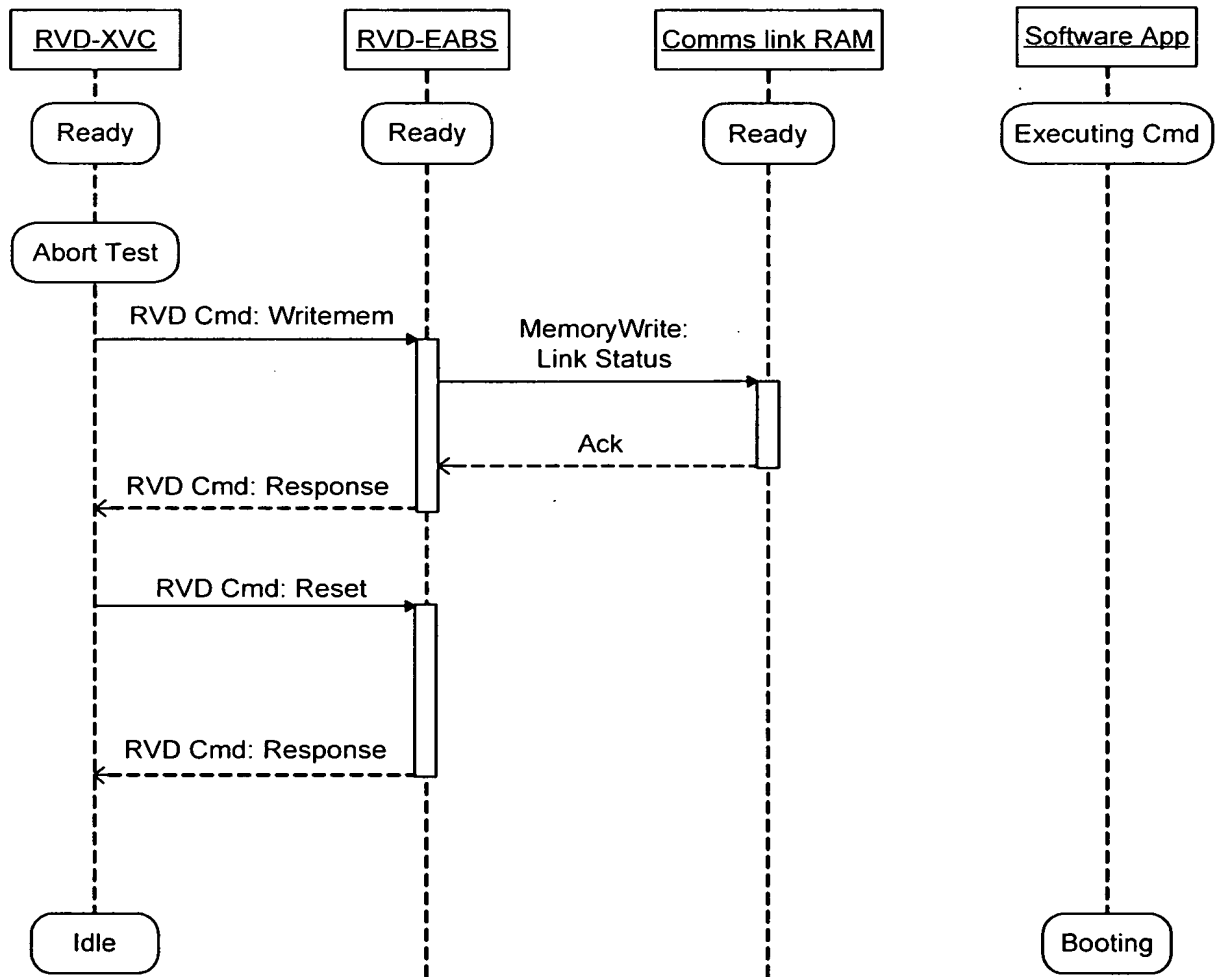 RVD-XVC
RVD-EABS
Comms link RAM
Software App
Ready
Ready
Ready
Executing Cmd
Abort Test
RVD Cmd: Writemem
MemoryWrite:
Link Status
Ack
RVD Cmd: Response
RVD Cmd: Reset
RVD Cmd: Response
Idle
Booting